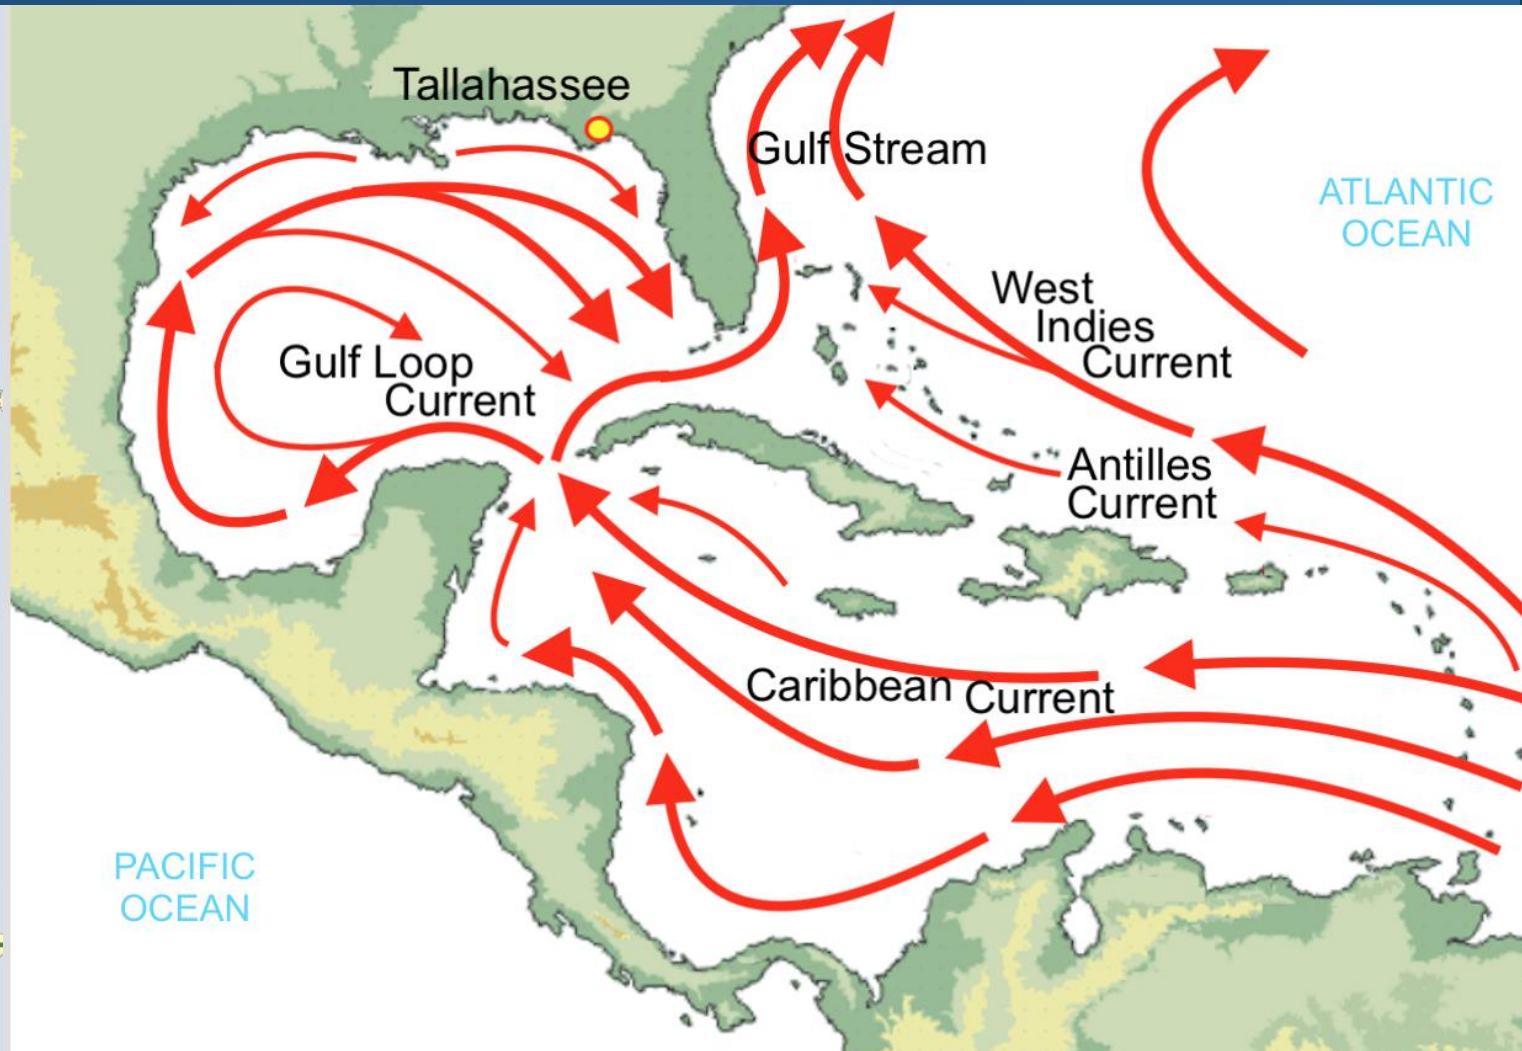 Tallahassee
Gulf Stream
ATLANTIC
OCEAN
West
Indies
Current
Gulf Loop
Current
Antilles
Current
Caribbean Current
PACIFIC
OCEAN